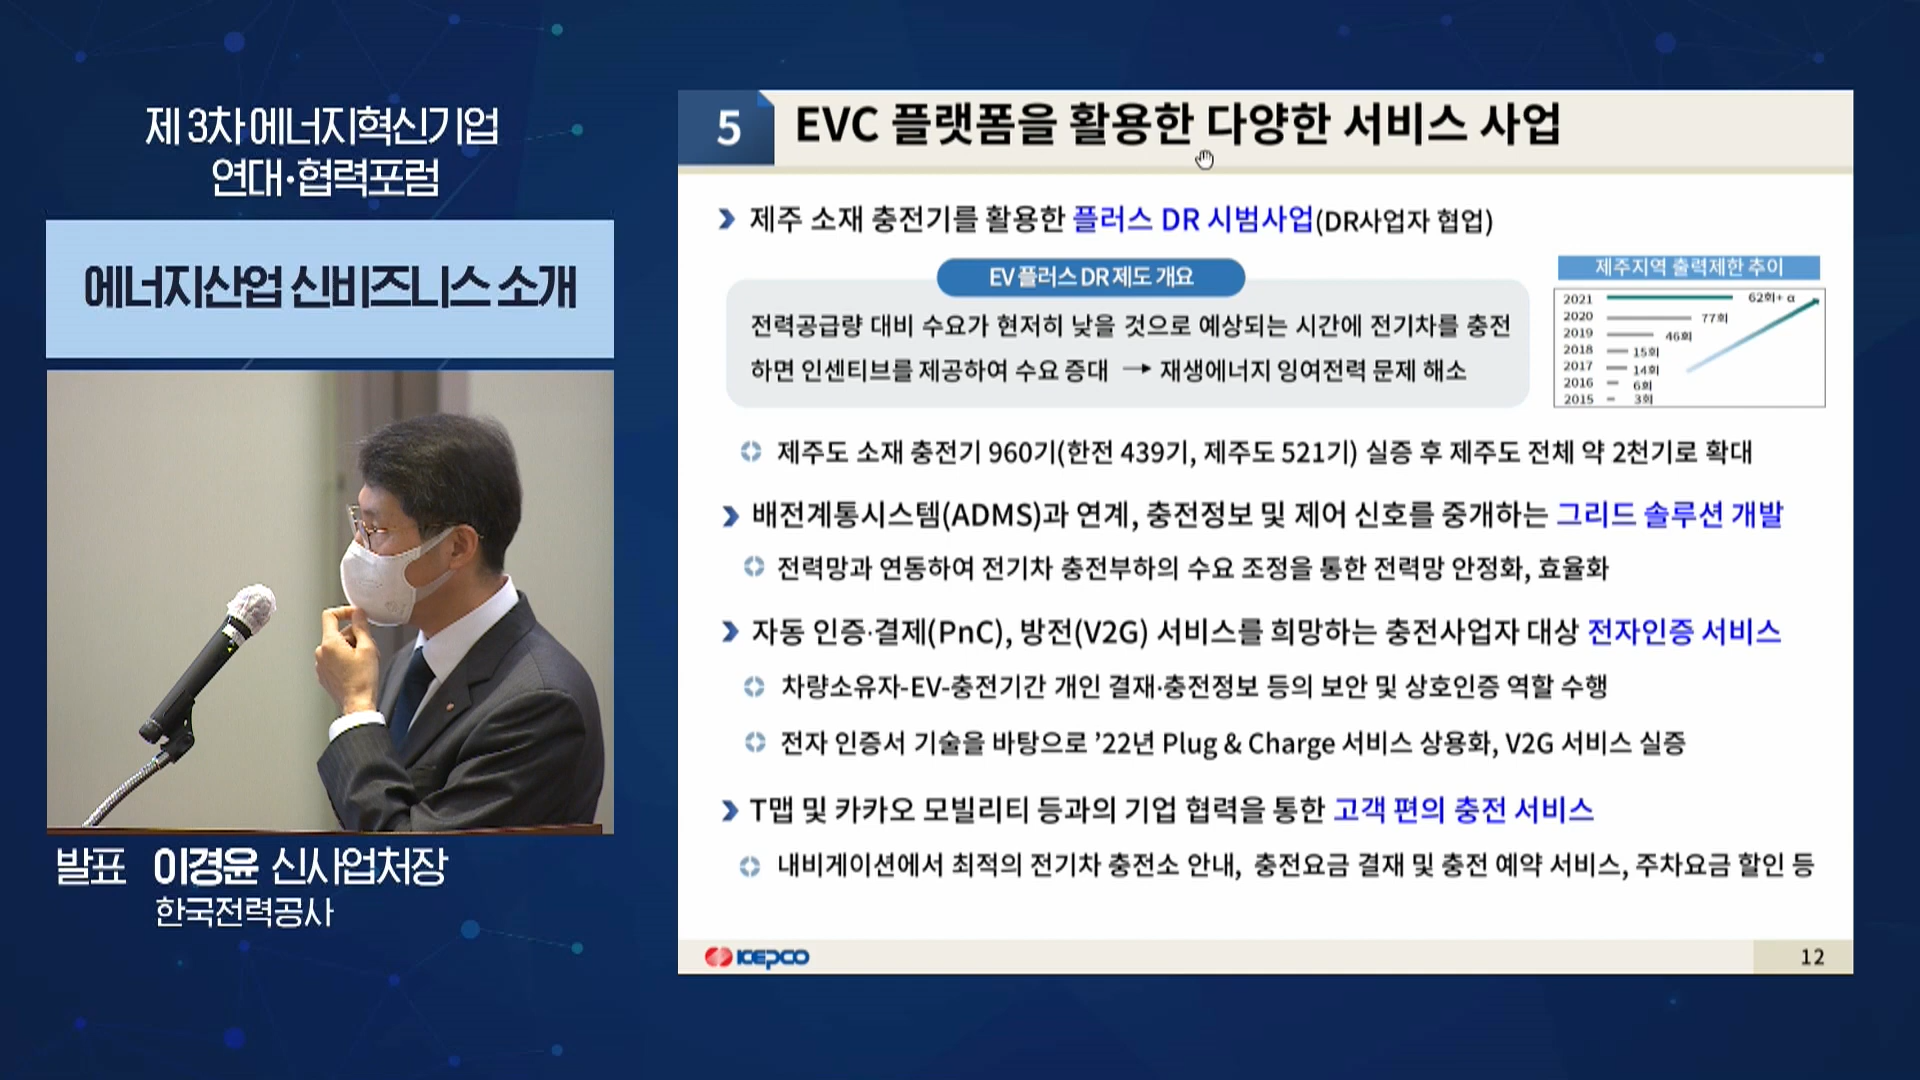 제 3차 에너지혁신기업
연대·협력포럼
에너지산업 신비즈니스 소개
발표 이경윤 신사업처장
한국전력공사
5 EVC 플랫폼을 활용한 다양한 서비스 사업
제주 소재 충전기를 활용한 플러스 DR 시범사업(DR사업자 협업)
EV 플러스 DR 제도 개요
전력공급량 대비 수요가 현저히 낮을 것으로 예상되는 시간에 전기차를 충전
하면 인센티브를 제공하여 수요 증대 → 재생에너지 잉여전력 문제 해소
제주지역 출력제한 추이
2021 62회+ α
2020 77회
2019 46회
2018 15회
2017 14회
2016 6회
2015 3회
제주도 소재 충전기 960기(한전 439기, 제주도 521기) 실증 후 제주도 전체 약 2천기로 확대
배전계통시스템(ADMS)과 연계, 충전정보 및 제어 신호를 중개하는 그리드 솔루션 개발
전력망과 연동하여 전기차 충전부하의 수요 조정을 통한 전력망 안정화, 효율화
자동 인증·결제(PnC), 방전(V2G) 서비스를 희망하는 충전사업자 대상 전자인증 서비스
차량소유자-EV-충전기간 개인 결재·충전정보 등의 보안 및 상호인증 역할 수행
전자 인증서 기술을 바탕으로 ’22년 Plug & Charge 서비스 상용화, V2G 서비스 실증
T맵 및 카카오 모빌리티 등과의 기업 협력을 통한 고객 편의 충전 서비스
내비게이션에서 최적의 전기차 충전소 안내, 충전요금 결재 및 충전 예약 서비스, 주차요금 할인 등
KEPCO
12